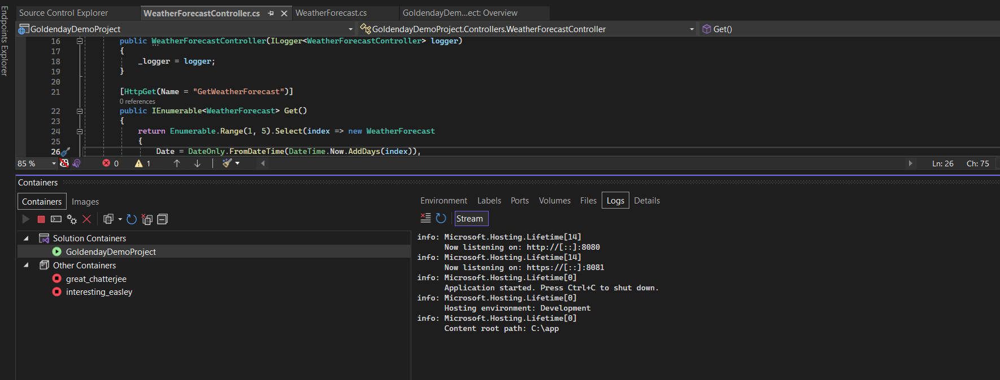 Endpoints Explorer
Source Control Explorer WeatherForecastController.cs WeatherForecast.cs GoldendayDem...ect: Overview
GoldendayDemoProject GoldendayDemoProject.Controllers.WeatherForecastController Get()
16 public WeatherForecastController(ILogger<WeatherForecastController> logger)
17 {
18 _logger = logger;
19 }
20
21 [HttpGet(Name = "GetWeatherForecast")]
0 references
22 public IEnumerable<WeatherForecast> Get()
23 {
24 return Enumerable.Range(1, 5).Select(index => new WeatherForecast
25 {
26 Date = DateOnly.FromDateTime(DateTime.Now.AddDays(index)),
85 % 0 1 Ln: 26 Ch: 75
Containers
Containers Images
Environment Labels Ports Volumes Files Logs Details
Stream
Solution Containers
GoldendayDemoProject
Other Containers
great_chatterjee
interesting_easley
info: Microsoft.Hosting.Lifetime[14]
Now listening on: http://[::]:8080
info: Microsoft.Hosting.Lifetime[14]
Now listening on: https://[::]:8081
info: Microsoft.Hosting.Lifetime[0]
Application started. Press Ctrl+C to shut down.
info: Microsoft.Hosting.Lifetime[0]
Hosting environment: Development
info: Microsoft.Hosting.Lifetime[0]
Content root path: C:\app